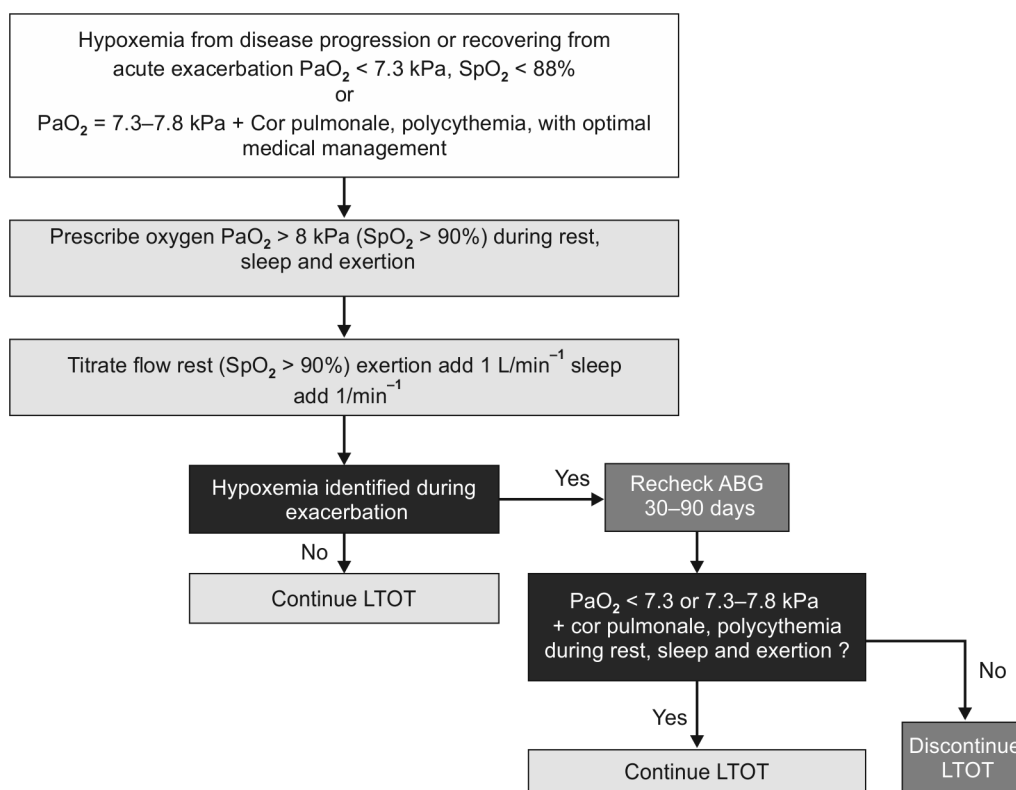 Hypoxemia from disease progression or recovering from
acute exacerbation PaO₂ < 7.3 kPa, SpO₂ < 88%
or
PaO₂ = 7.3–7.8 kPa + Cor pulmonale, polycythemia, with optimal
medical management
Prescribe oxygen PaO₂ > 8 kPa (SpO₂ > 90%) during rest,
sleep and exertion
Titrate flow rest (SpO₂ > 90%) exertion add 1 L/min⁻¹ sleep
add 1/min⁻¹
Hypoxemia identified during
exacerbation
Yes
Recheck ABG
30–90 days
No
Continue LTOT
PaO₂ < 7.3 or 7.3–7.8 kPa
+ cor pulmonale, polycythemia
during rest, sleep and exertion ?
No
Yes
Continue LTOT
Discontinue
LTOT